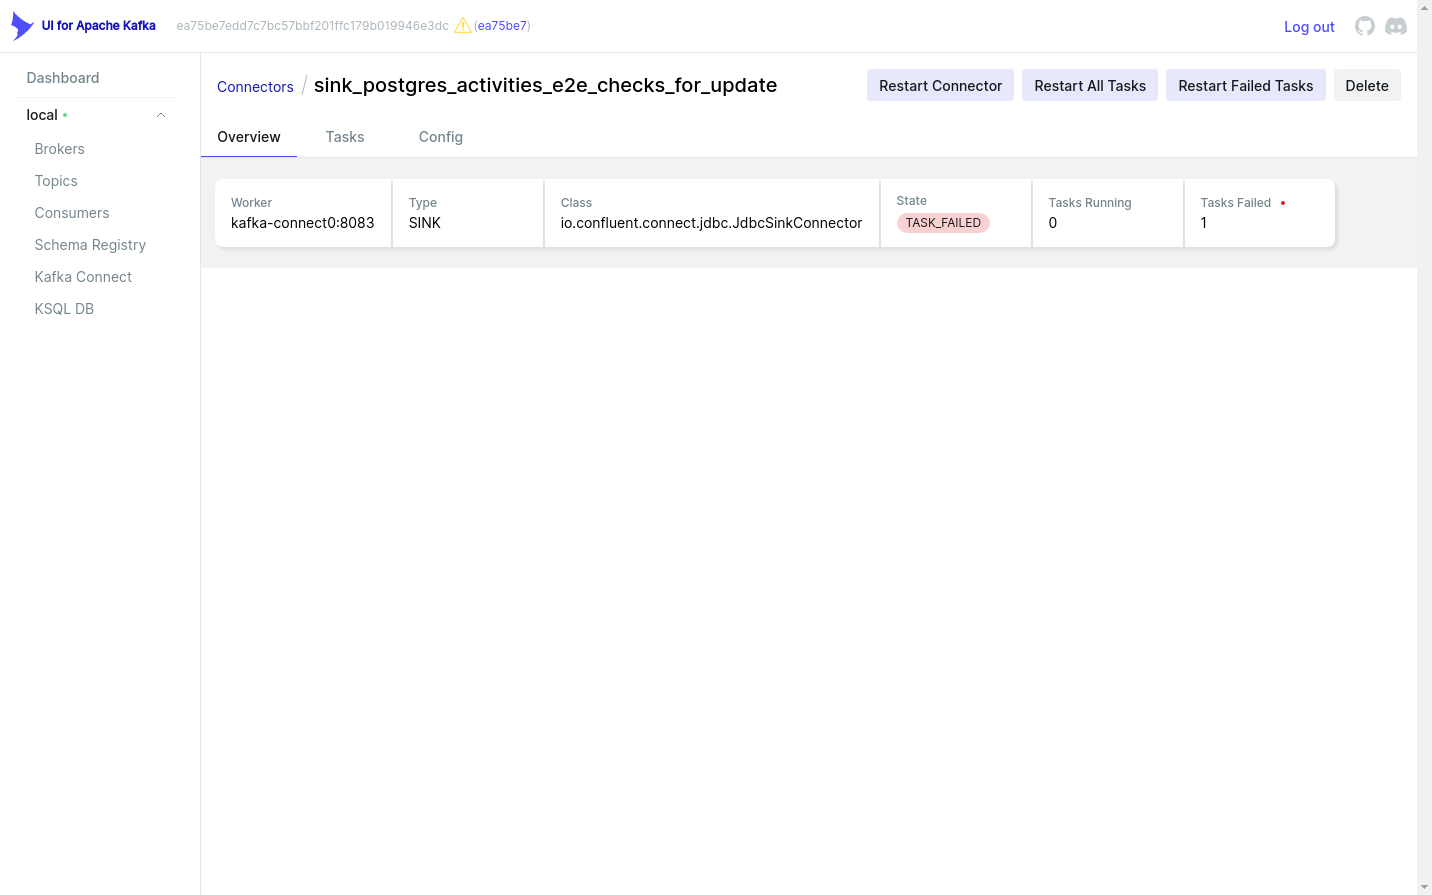 UI for Apache Kafka
ea75be7edd7c7bc57bbf201ffc179b019946e3dc (ea75be7)
Log out
Dashboard
local
Brokers
Topics
Consumers
Schema Registry
Kafka Connect
KSQL DB
Connectors / sink_postgres_activities_e2e_checks_for_update
Restart Connector
Restart All Tasks
Restart Failed Tasks
Delete
Overview
Tasks
Config
Worker
kafka-connect0:8083
Type
SINK
Class
io.confluent.connect.jdbc.JdbcSinkConnector
State
TASK_FAILED
Tasks Running
0
Tasks Failed
1